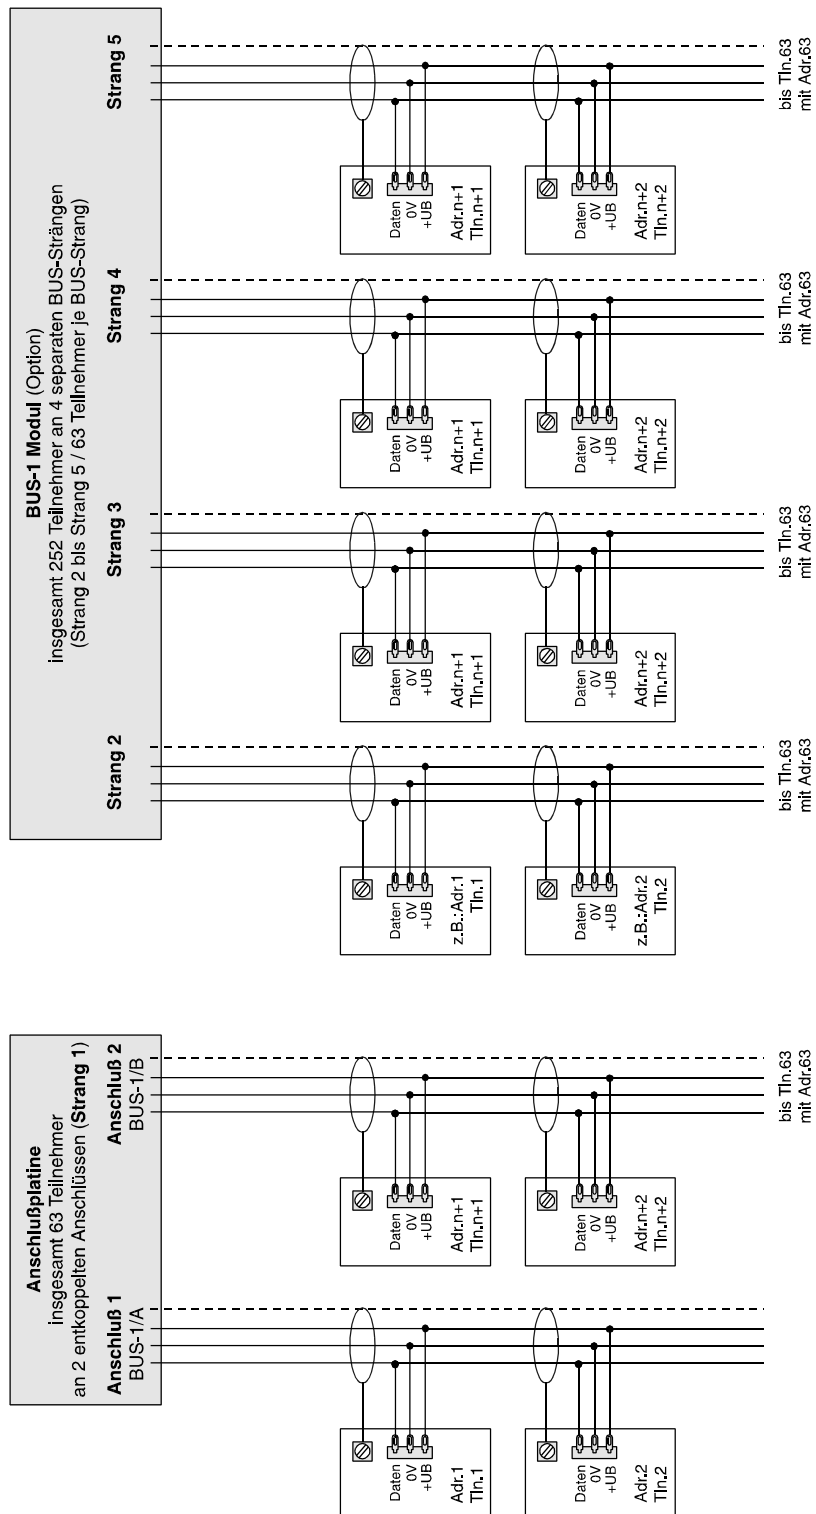 Anschlußplatine
insgesamt 63 Teilnehmer
an 2 entkoppelten Anschlüssen (Strang 1)
Anschluß 1
BUS-1/A
Anschluß 2
BUS-1/B
BUS-1 Modul (Option)
insgesamt 252 Teilnehmer an 4 separaten BUS-Strängen
(Strang 2 bis Strang 5 / 63 Teilnehmer je BUS-Strang)
Strang 2
Strang 3
Strang 4
Strang 5
Daten
0V
+UB
Adr.1
Tln.1
Daten
0V
+UB
Adr.n+1
Tln.n+1
Daten
0V
+UB
z.B.:Adr.1
Tln.1
Daten
0V
+UB
Adr.n+1
Tln.n+1
Daten
0V
+UB
Adr.n+1
Tln.n+1
Daten
0V
+UB
Adr.n+1
Tln.n+1
Daten
0V
+UB
Adr.2
Tln.2
Daten
0V
+UB
Adr.n+2
Tln.n+2
Daten
0V
+UB
z.B.:Adr.2
Tln.2
Daten
0V
+UB
Adr.n+2
Tln.n+2
Daten
0V
+UB
Adr.n+2
Tln.n+2
Daten
0V
+UB
Adr.n+2
Tln.n+2
bis Tln.63
mit Adr.63
bis Tln.63
mit Adr.63
bis Tln.63
mit Adr.63
bis Tln.63
mit Adr.63
bis Tln.63
mit Adr.63